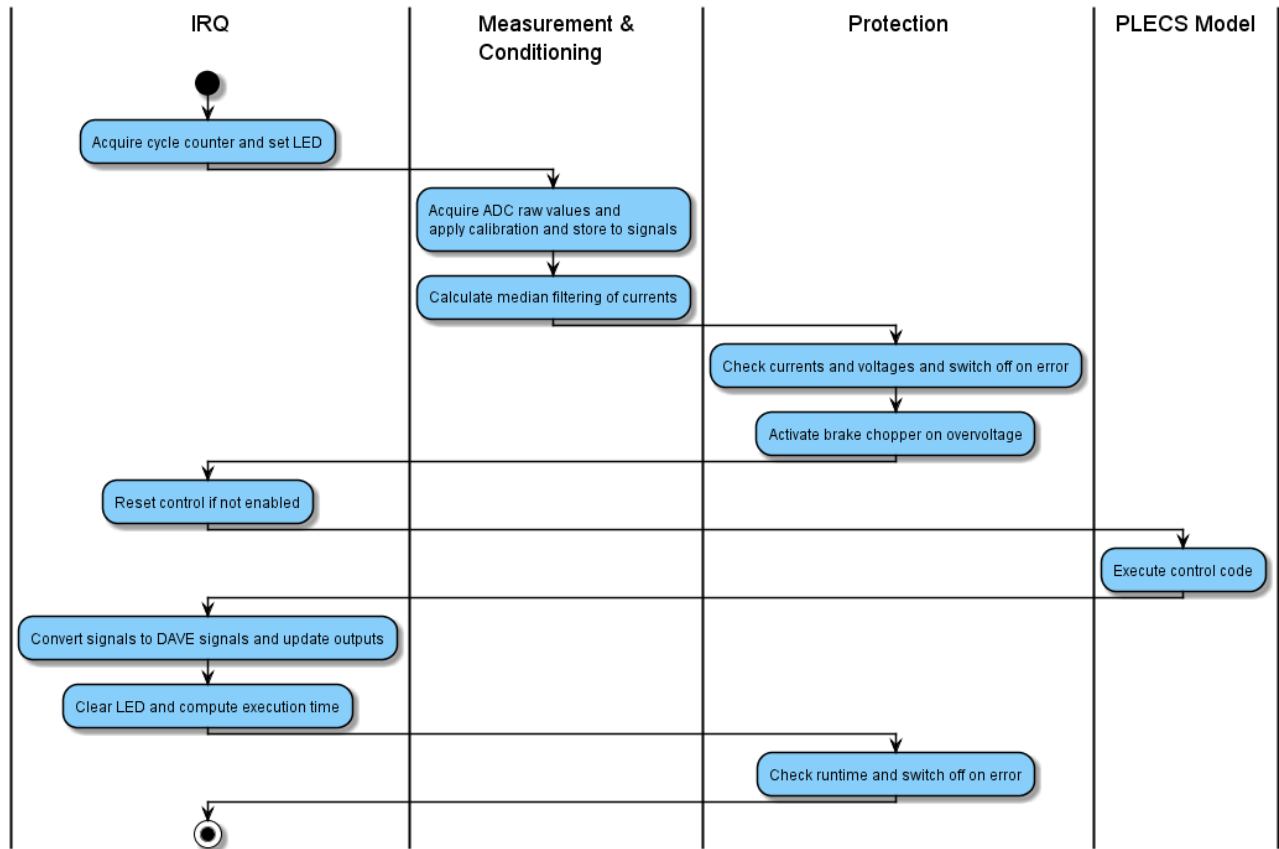 IRQ
Measurement &
Conditioning
Protection
PLECS Model
Acquire cycle counter and set LED
Acquire ADC raw values and
apply calibration and store to signals
Calculate median filtering of currents
Check currents and voltages and switch off on error
Activate brake chopper on overvoltage
Reset control if not enabled
Execute control code
Convert signals to DAVE signals and update outputs
Clear LED and compute execution time
Check runtime and switch off on error